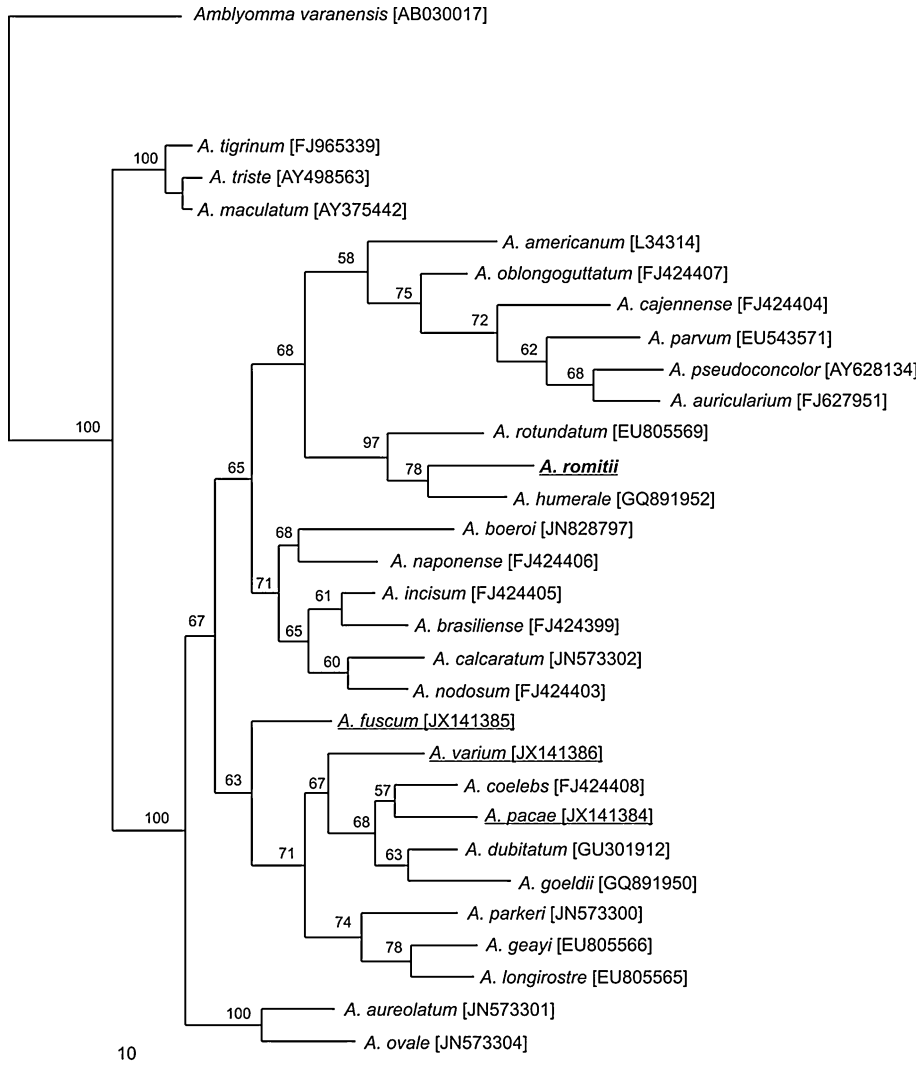 Amblyomma varanensis [AB030017]
A. tigrinum [FJ965339]
100
A. triste [AY498563]
A. maculatum [AY375442]
A. americanum [L34314]
58
A. oblongoguttatum [FJ424407]
75
A. cajennense [FJ424404]
72
A. parvum [EU543571]
62
A. pseudoconcolor [AY628134]
68
A. auricularium [FJ627951]
68
A. rotundatum [EU805569]
97
A. romitii
78
A. humerale [GQ891952]
100
65
A. boeroi [JN828797]
68
A. naponense [FJ424406]
71
A. incisum [FJ424405]
61
A. brasiliense [FJ424399]
65
A. calcaratum [JN573302]
60
A. nodosum [FJ424403]
67
A. fuscum [JX141385]
63
A. varium [JX141386]
67
A. coelebs [FJ424408]
57
A. pacae [JX141384]
68
A. dubitatum [GU301912]
63
A. goeldii [GQ891950]
100
71
A. parkeri [JN573300]
74
A. geayi [EU805566]
78
A. longirostre [EU805565]
A. aureolatum [JN573301]
100
A. ovale [JN573304]
10